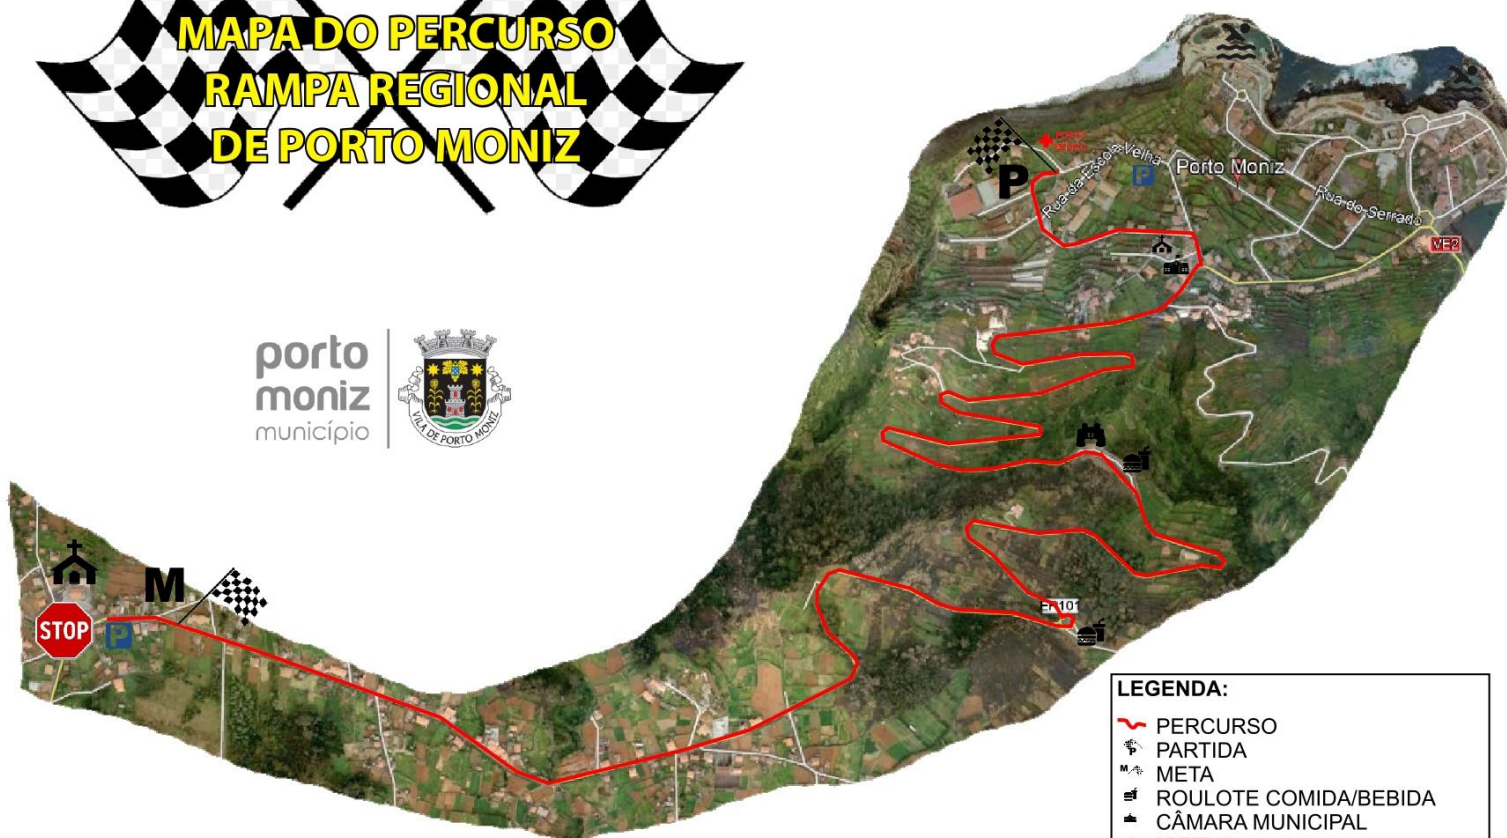 MAPA DO PERCURSO
RAMPA REGIONAL
DE PORTO MONIZ
P
Rua da Escola Velha
P
Porto Moniz
Rua do Serrado
VE2
porto
moniz
município
VILA DE PORTO MONIZ
M
STOP
P
LEGENDA:
PERCURSO
P PARTIDA
M META
ROULOTE COMIDA/BEBIDA
CÂMARA MUNICIPAL